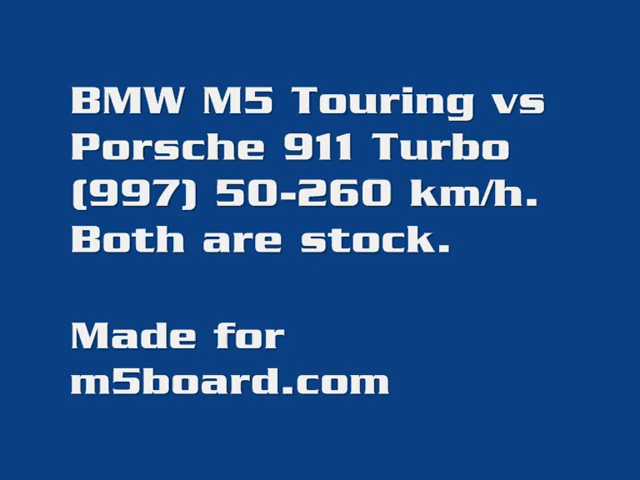 BMW M5 Touring vs
Porsche 911 Turbo
(997) 50-260 km/h.
Both are stock.
Made for
m5board.com